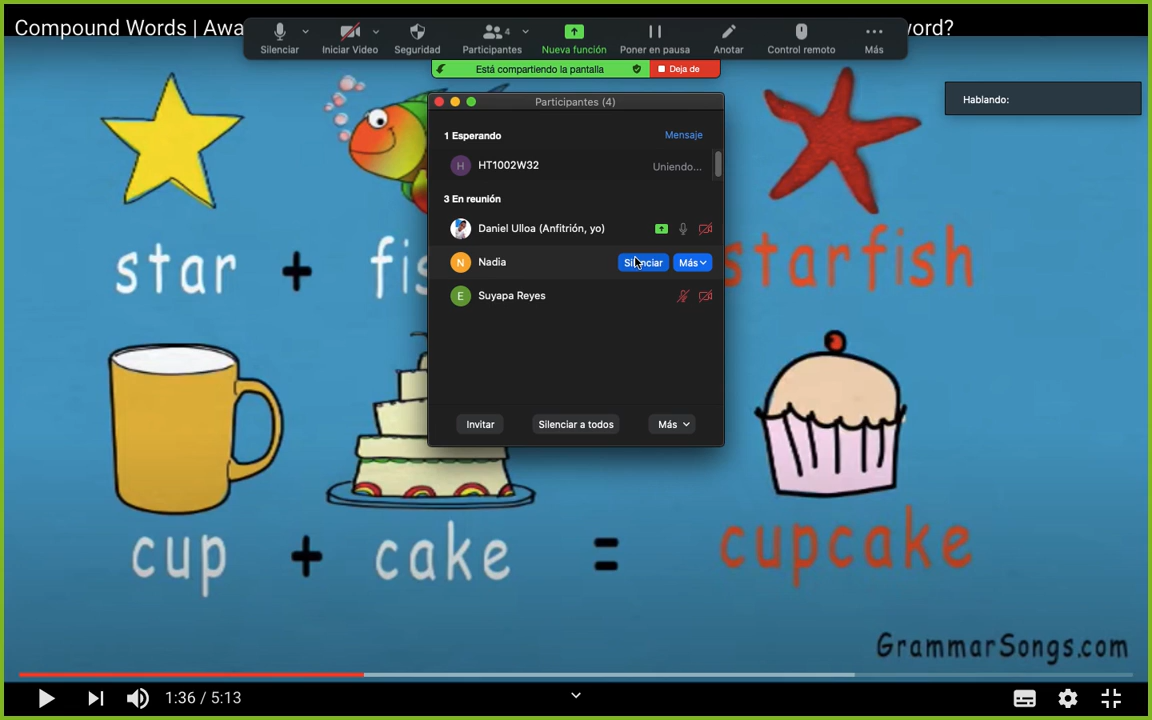 Compound Words | Awa
word?
Silenciar
Iniciar Video
Seguridad
4
Participantes
Nueva función
Poner en pausa
Anotar
Control remoto
Más
Está compartiendo la pantalla
Deja de
Hablando:
Participantes (4)
1 Esperando
Mensaje
H
HT1002W32
Uniendo...
3 En reunión
Daniel Ulloa (Anfitrión, yo)
N
Nadia
Silenciar
Más
E
Suyapa Reyes
Invitar
Silenciar a todos
Más
star + fis
starfish
cup + cake = cupcake
GrammarSongs.com
1:36 / 5:13